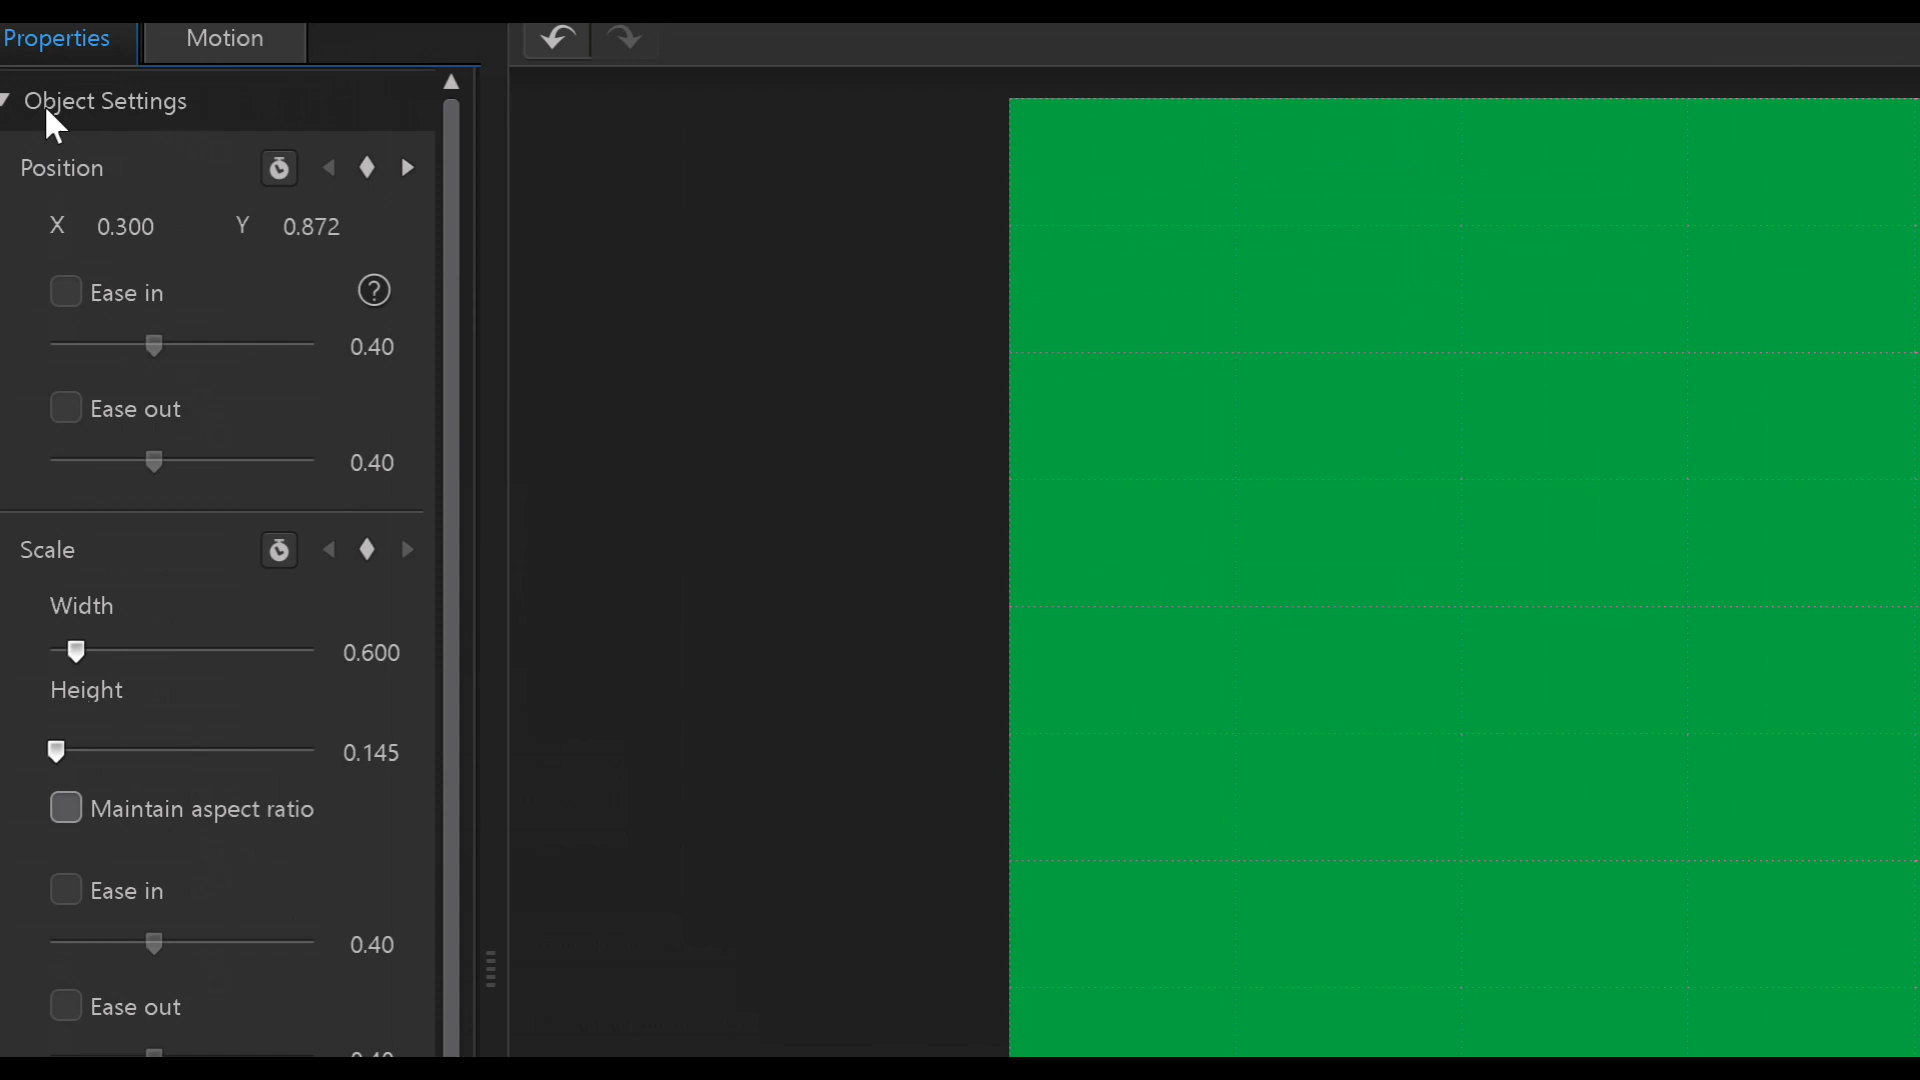 Properties Motion
Object Settings
Position
X 0.300 Y 0.872
Ease in ?
0.40
Ease out
0.40
Scale
Width
0.600
Height
0.145
Maintain aspect ratio
Ease in
0.40
Ease out